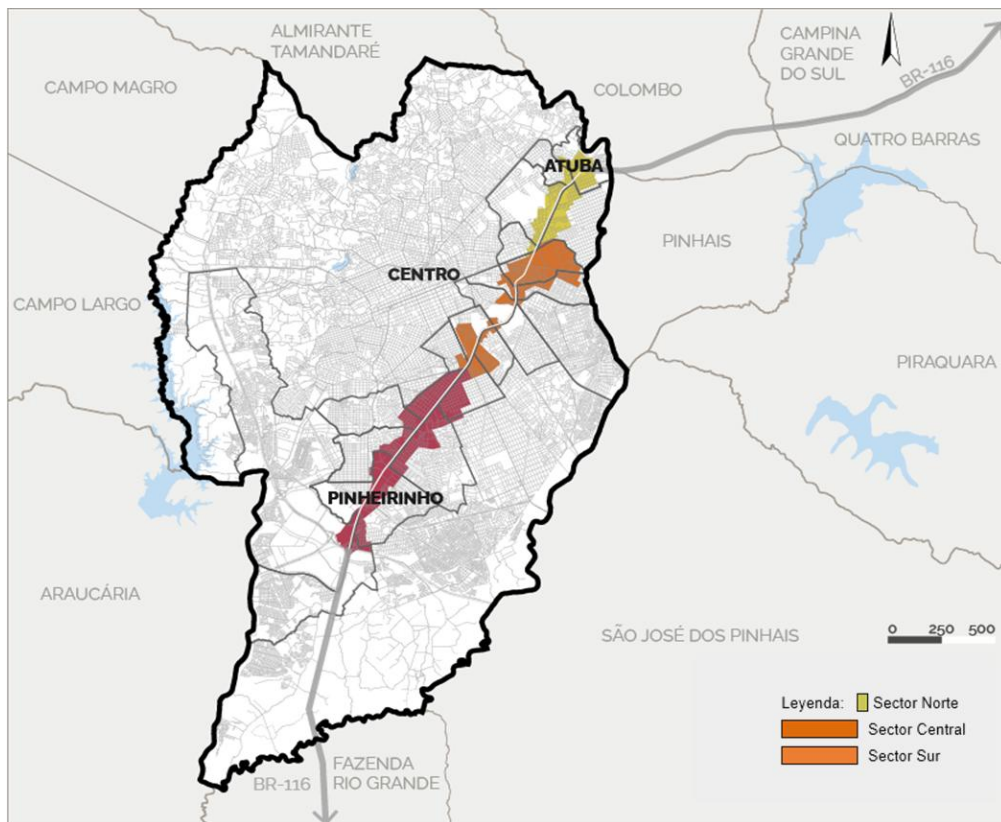 ALMIRANTE
TAMANDARÉ
CAMPINA
GRANDE
DO SUL
BR-116
CAMPO MAGRO
COLOMBO
QUATRO BARRAS
ATUBA
PINHAIS
CENTRO
CAMPO LARGO
PIRAQUARA
PINHEIRINHO
ARAUCÁRIA
SÃO JOSÉ DOS PINHAIS
0 250 500
Leyenda: Sector Norte
Sector Central
Sector Sur
FAZENDA
RIO GRANDE
BR-116